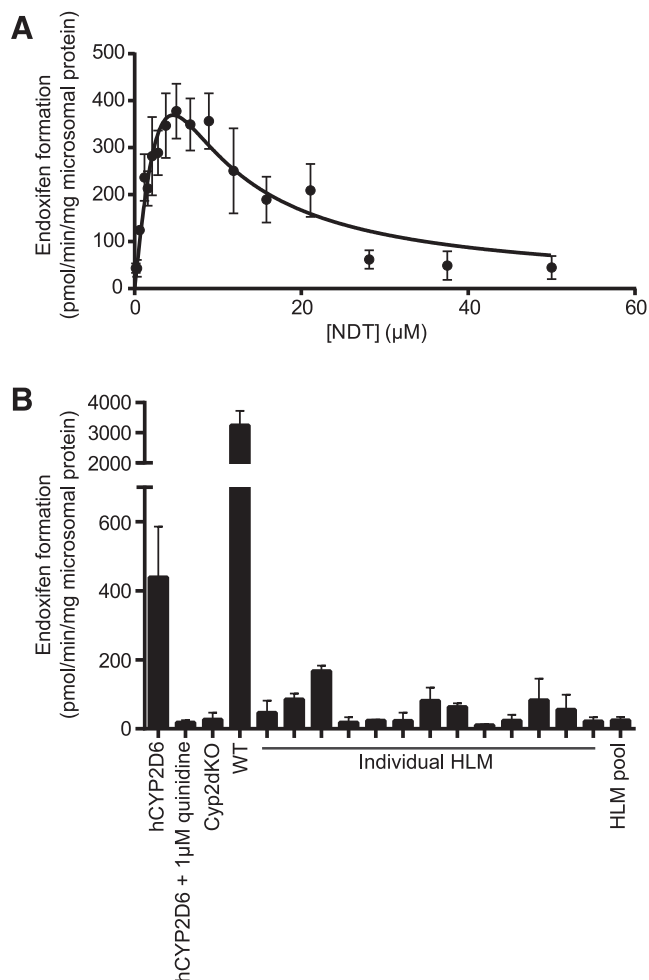 A
Endoxifen formation
(pmol/min/mg microsomal protein)
500
400
300
200
100
0
0
20
40
60
[NDT] (µM)
B
Endoxifen formation
(pmol/min/mg microsomal protein)
4000
3000
2000
600
400
200
0
hCYP2D6
hCYP2D6 + 1µM quinidine
Cyp2dKO
WT
Individual HLM
HLM pool